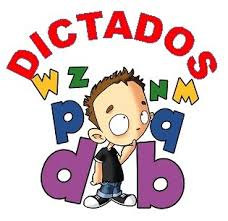 DICTADOS
W Z N M
p q
d b